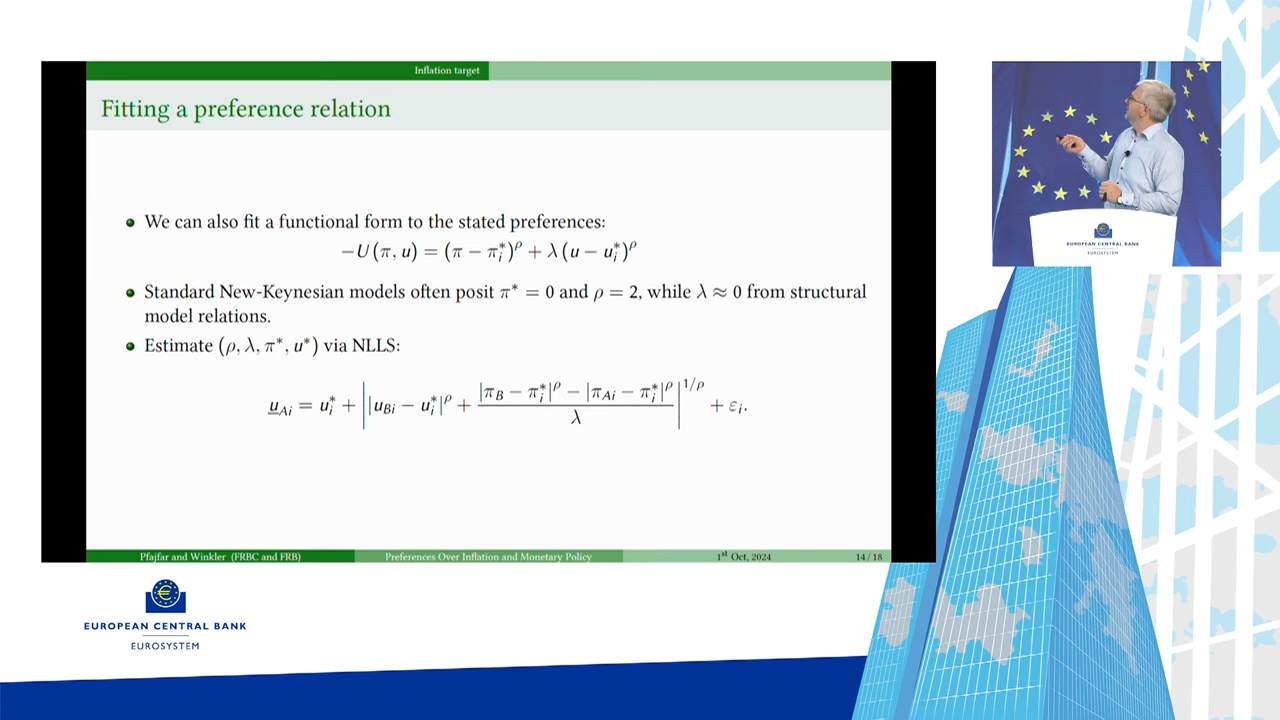 Inflation target
Fitting a preference relation
We can also fit a functional form to the stated preferences:
−U(π, u) = (π − π*ᵢ)^ρ + λ(u − u*ᵢ)^ρ
Standard New-Keynesian models often posit π* = 0 and ρ = 2, while λ ≈ 0 from structural
model relations.
Estimate (ρ, λ, π*, u*) via NLLS:
u̲_Ai = u*ᵢ + | |u_Bi − u*ᵢ|^ρ + (|π_B − π*ᵢ|^ρ − |π_Ai − π*ᵢ|^ρ) / λ |^1/ρ + εᵢ.
Pfajfar and Winkler (FRBC and FRB)
Preferences Over Inflation and Monetary Policy
1st Oct, 2024
14 / 18
EUROPEAN CENTRAL BANK
EUROSYSTEM
EUROPEAN CENTRAL BANK
EUROSYSTEM